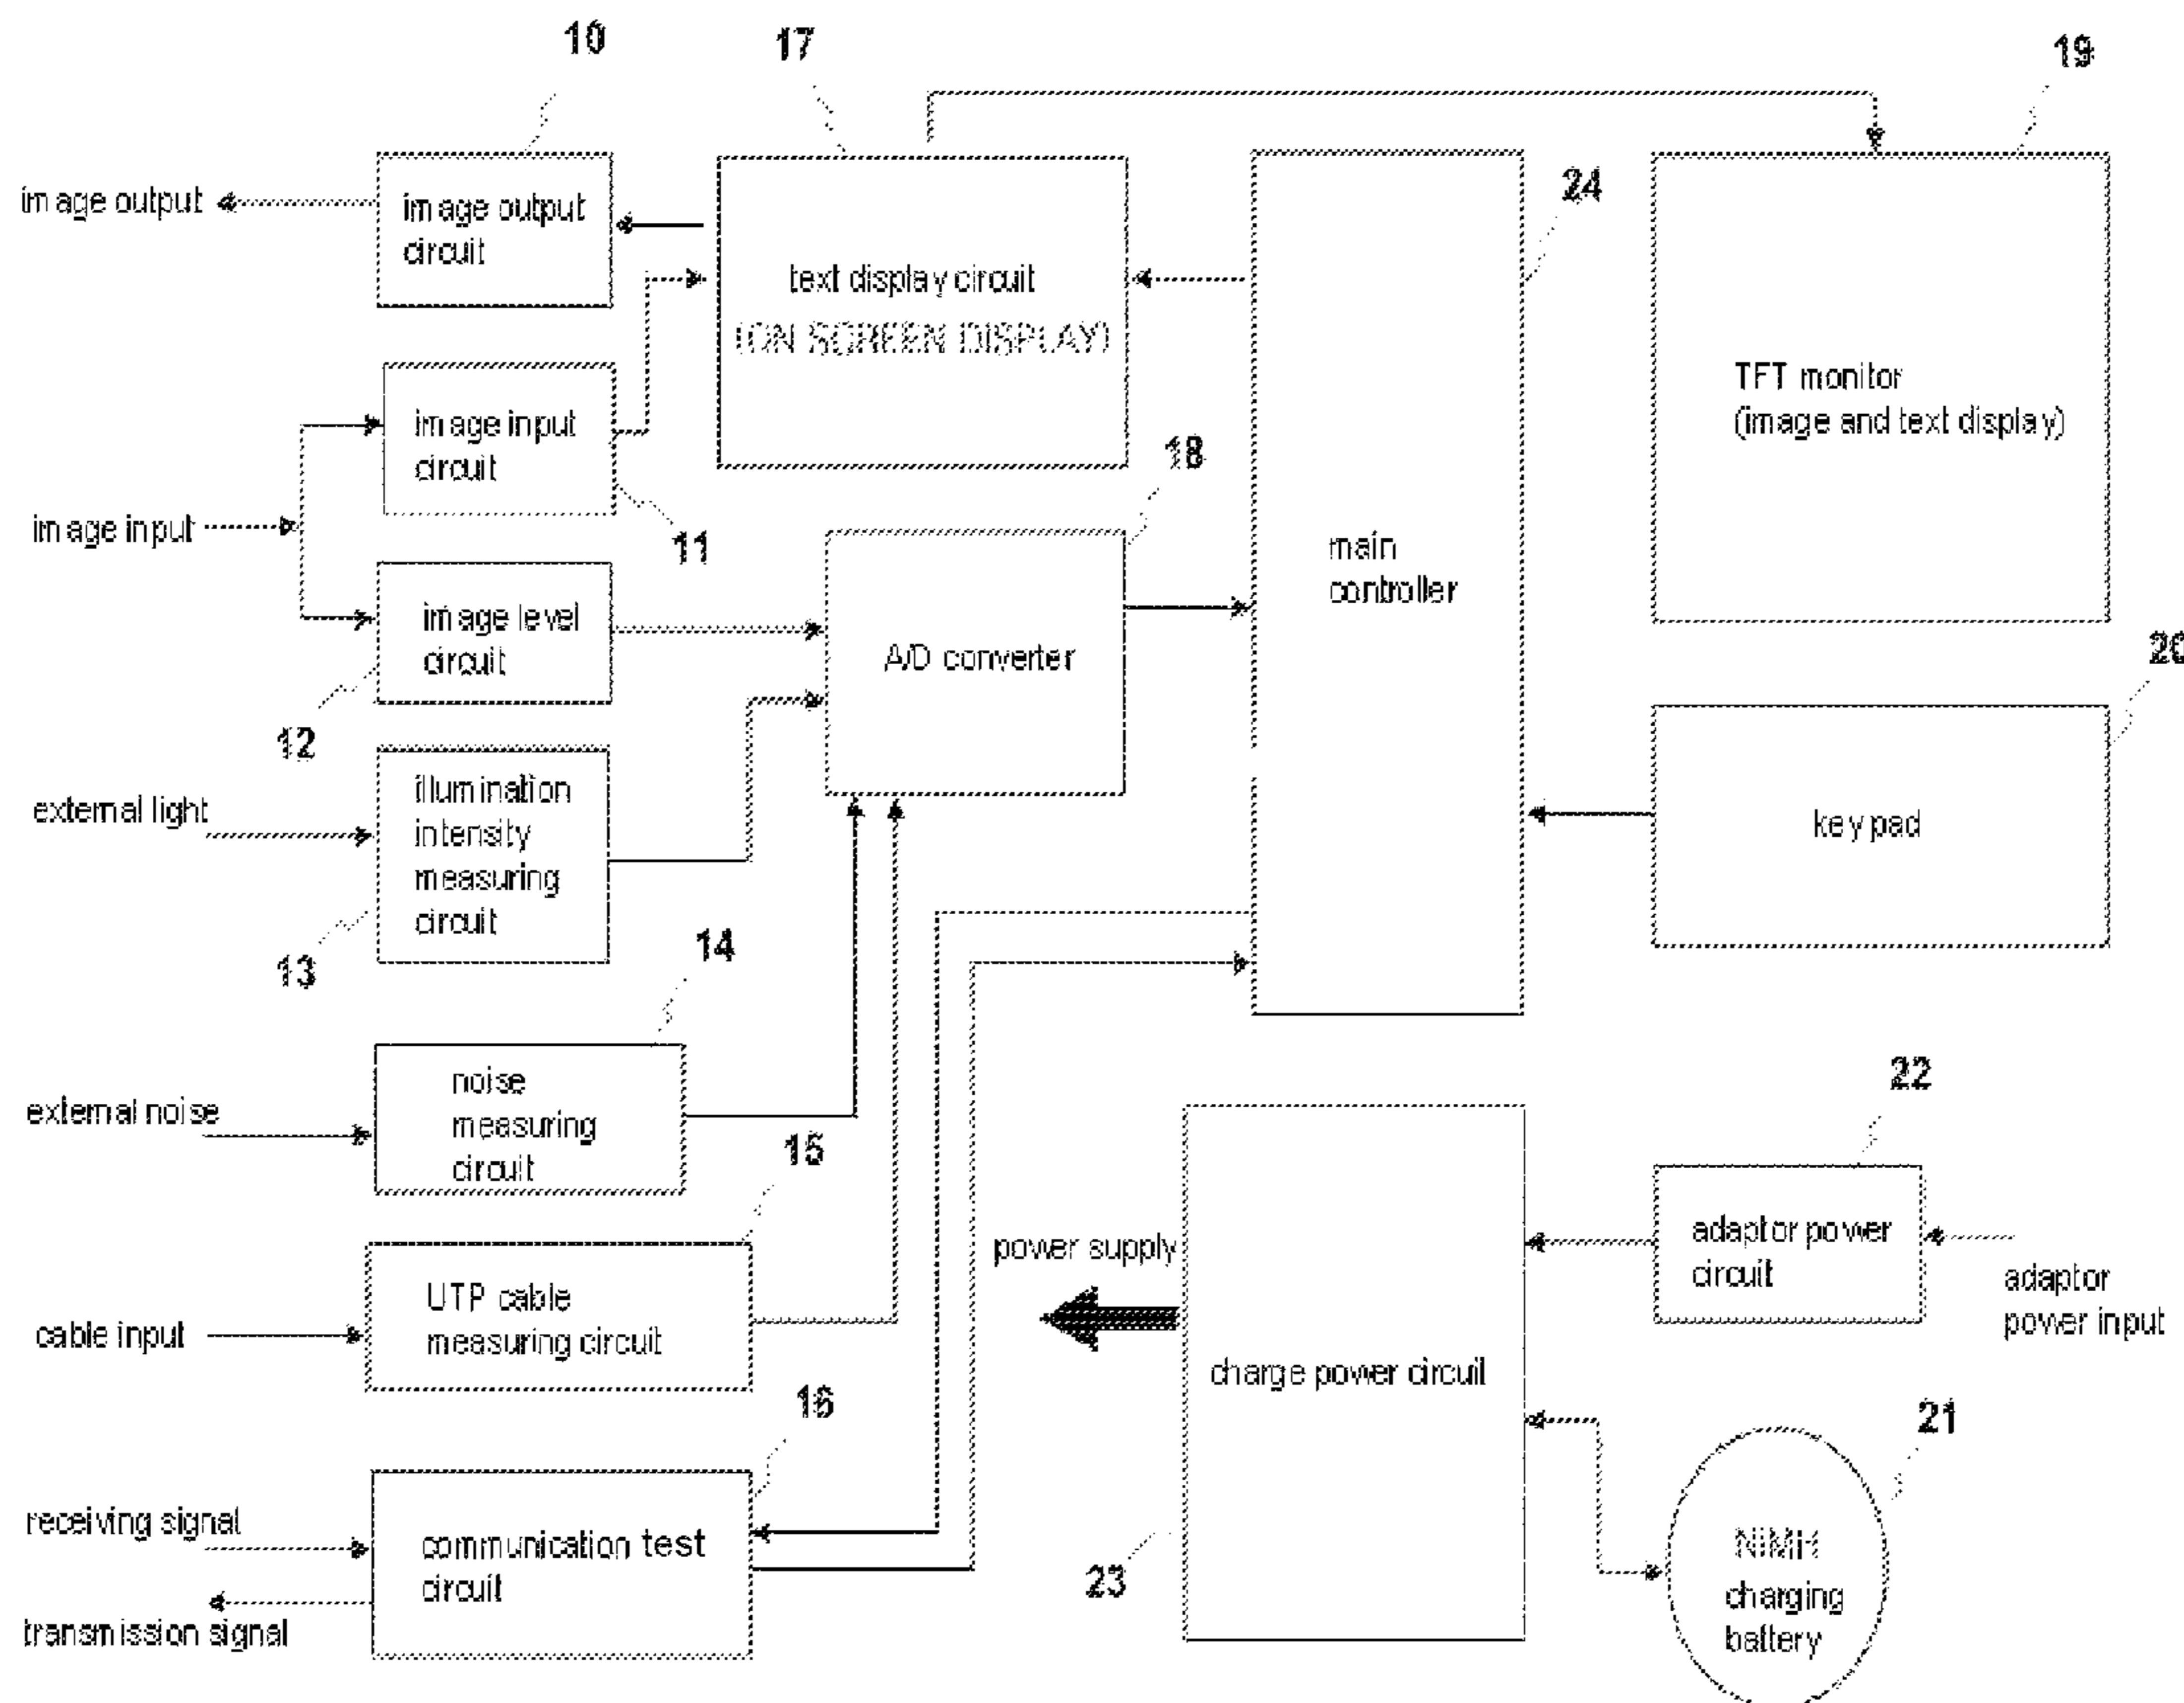 10
17
19
image output
image output
circuit
24
text display circuit
(ON SCREEN DISPLAY)
TFT monitor
(image and text display)
image input
circuit
18
image input
11
main
controller
image level
circuit
A/D converter
20
12
external light
illumination
intensity
measuring
circuit
key pad
13
14
external noise
noise
measuring
circuit
22
15
power supply
adaptor power
circuit
adaptor
power input
cable input
UTP cable
measuring circuit
charge power circuit
16
21
receiving signal
communication test
circuit
transmission signal
23
NiMH
charging
battery